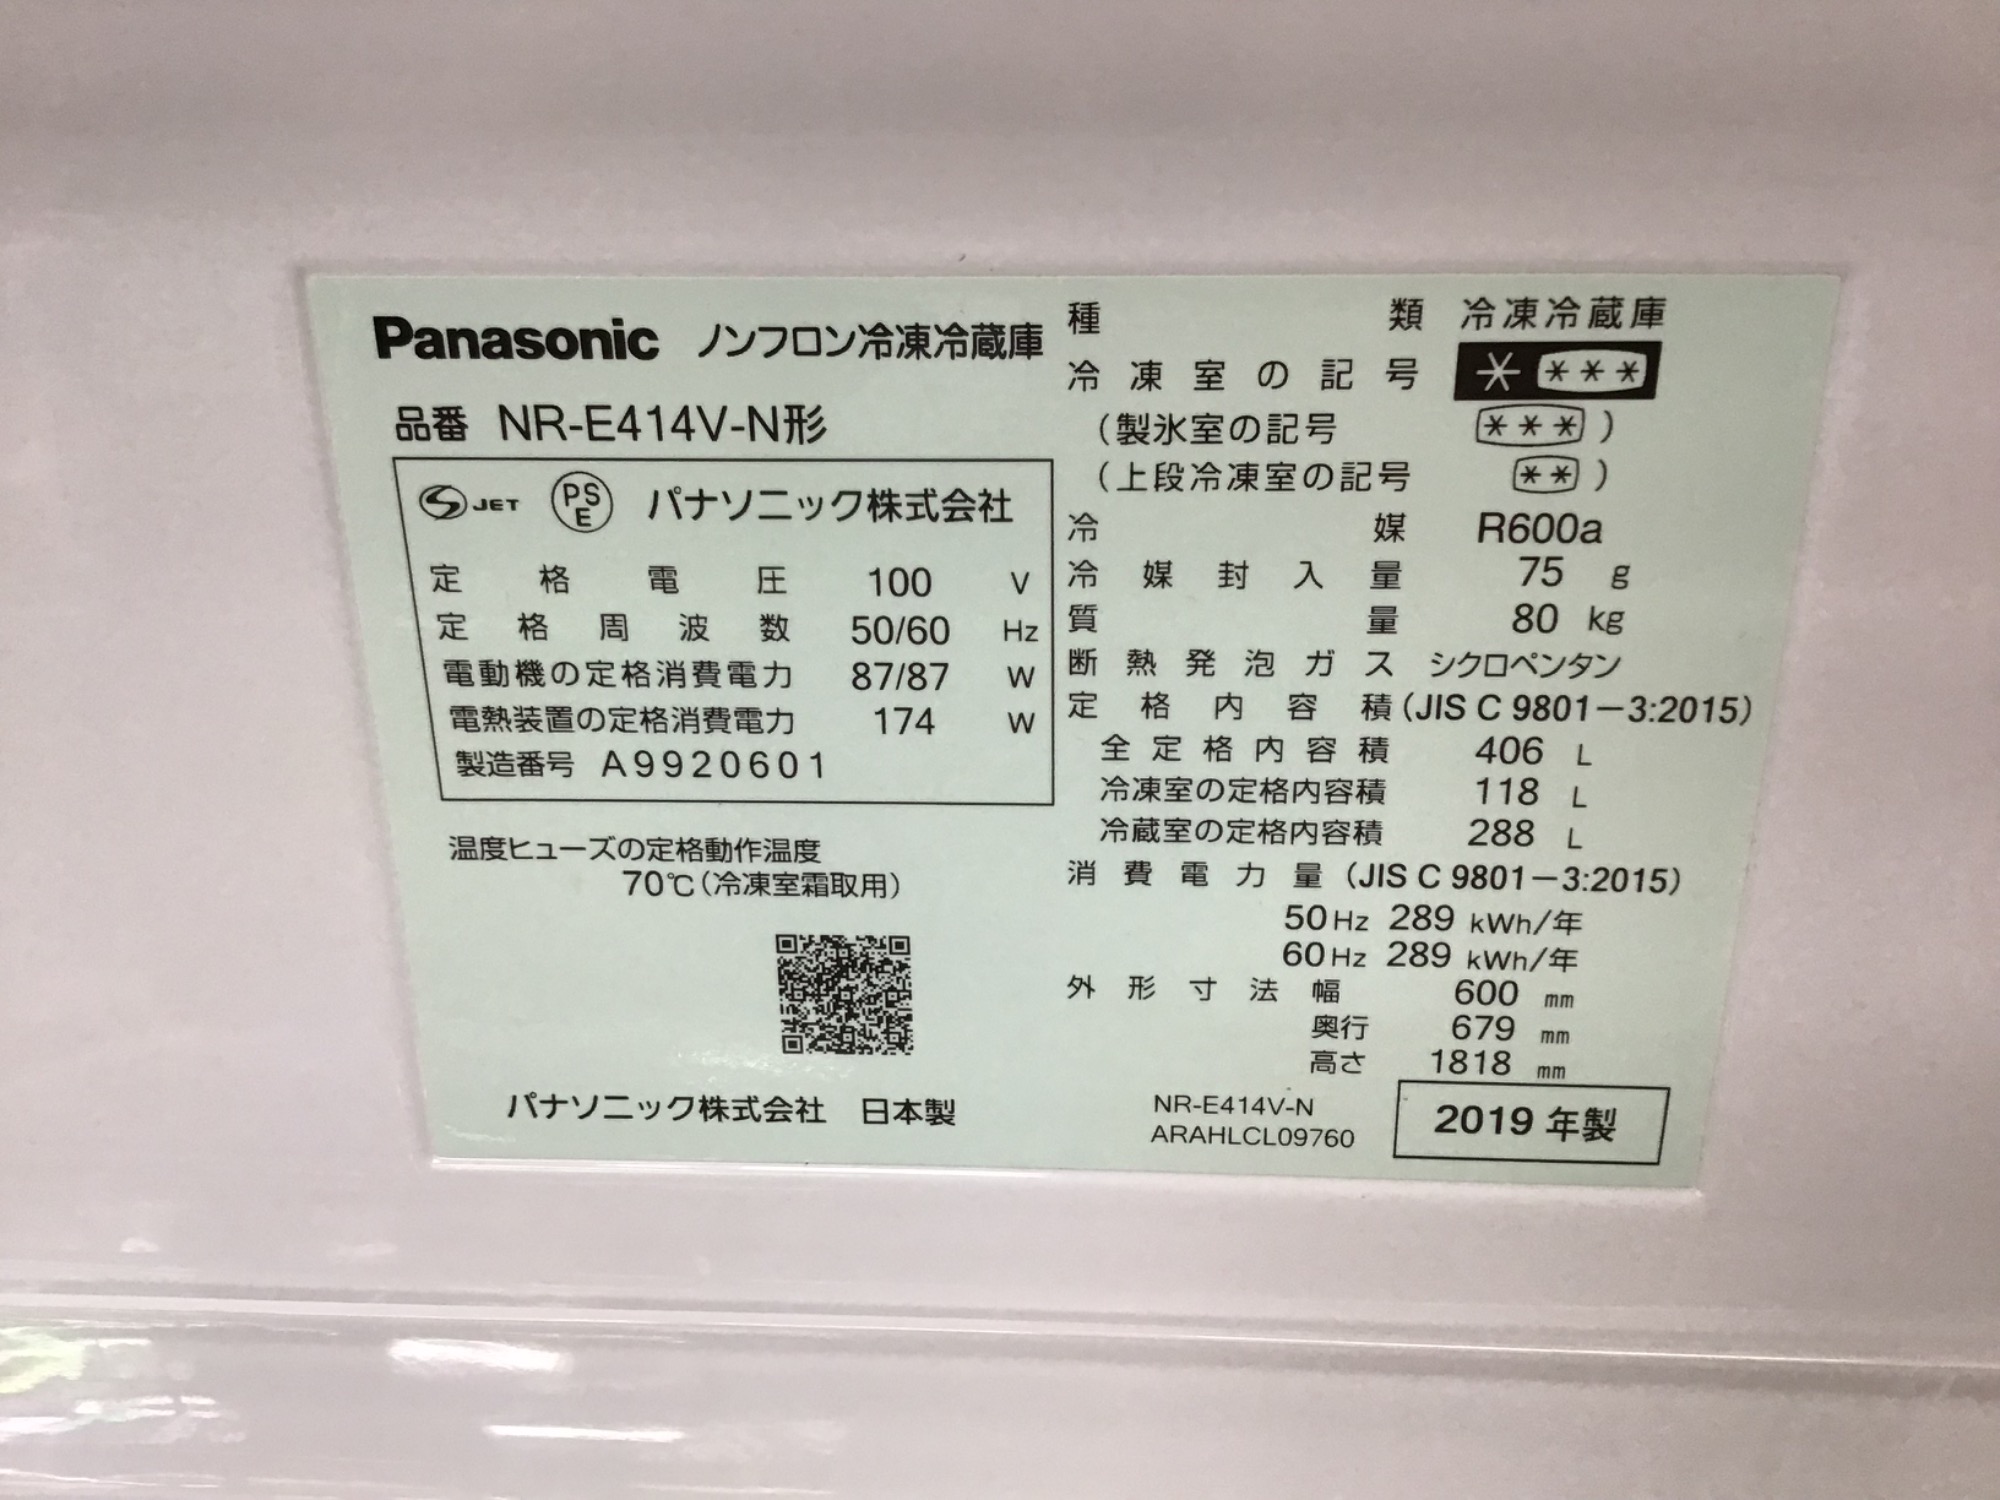 Panasonic ノンフロン冷凍冷蔵庫
品番 NR-E414V-N形
JET PSE パナソニック株式会社
定格電圧 100 V
定格周波数 50/60 Hz
電動機の定格消費電力 87/87 W
電熱装置の定格消費電力 174 W
製造番号 A9920601
温度ヒューズの定格動作温度
70℃(冷凍室霜取用)
パナソニック株式会社 日本製
種類 冷凍冷蔵庫
冷凍室の記号 * ***
(製氷室の記号 ***)
(上段冷凍室の記号 **)
冷媒 R600a
冷媒封入量 75 g
質量 80 kg
断熱発泡ガス シクロペンタン
定格内容積(JIS C 9801-3:2015)
全定格内容積 406 L
冷凍室の定格内容積 118 L
冷蔵室の定格内容積 288 L
消費電力量(JIS C 9801-3:2015)
50Hz 289 kWh/年
60Hz 289 kWh/年
外形寸法 幅 600 mm
奥行 679 mm
高さ 1818 mm
NR-E414V-N
ARAHLCL09760
2019年製